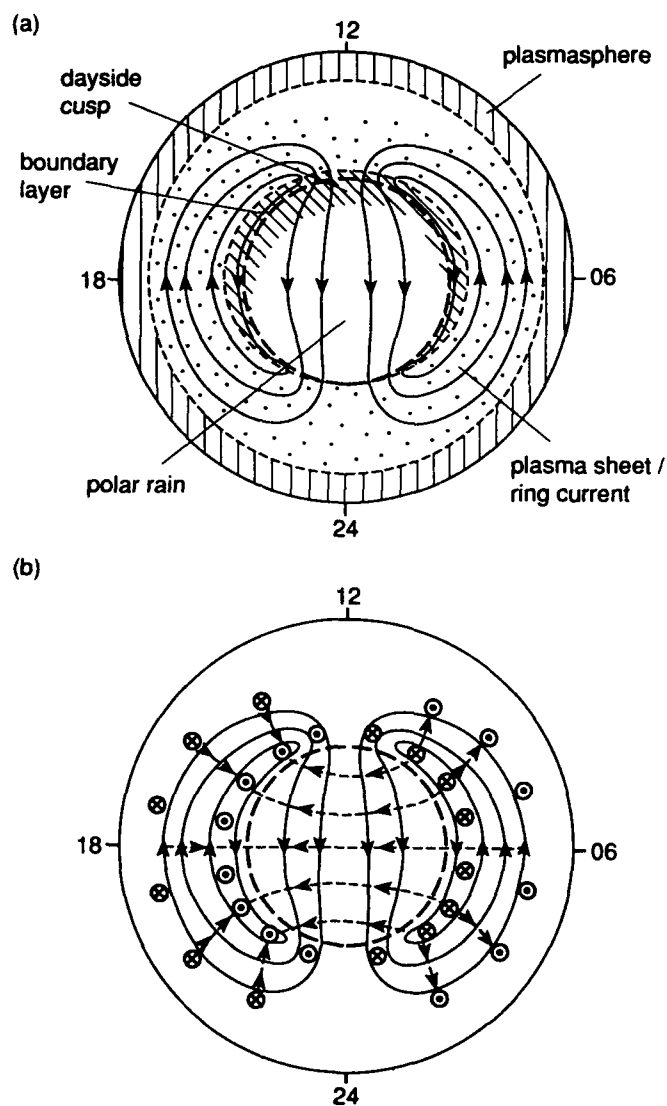 (a)
12
plasmasphere
dayside
cusp
boundary
layer
18
06
polar rain
plasma sheet /
ring current
24
(b)
12
18
06
24